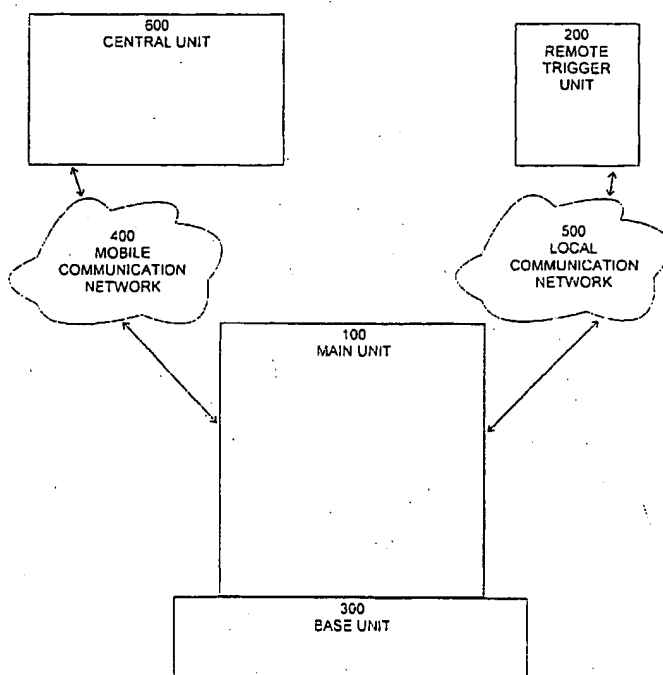 600
CENTRAL UNIT
200
REMOTE
TRIGGER
UNIT
400
MOBILE
COMMUNICATION
NETWORK
500
LOCAL
COMMUNICATION
NETWORK
100
MAIN UNIT
300
BASE UNIT